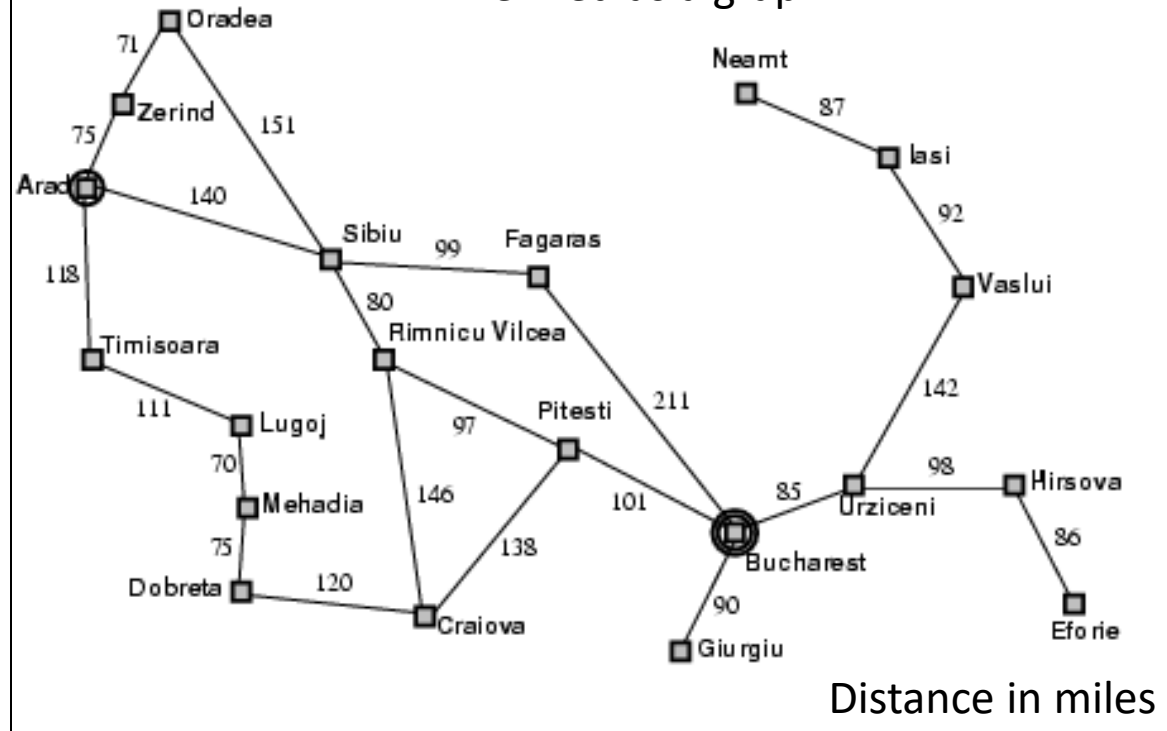 Oradea
71
Neamt
Zerind
87
75
151
Iasi
Arad
140
92
Sibiu
Fagaras
99
118
Vaslui
80
Timisoara
Rimnicu Vilcea
142
111
Pitesti
211
Lugoj
97
70
98
Hirsova
146
101
85
Mehadia
Urziceni
86
75
138
Bucharest
Dobreta
120
90
Craiova
Eforie
Giurgiu
Distance in miles